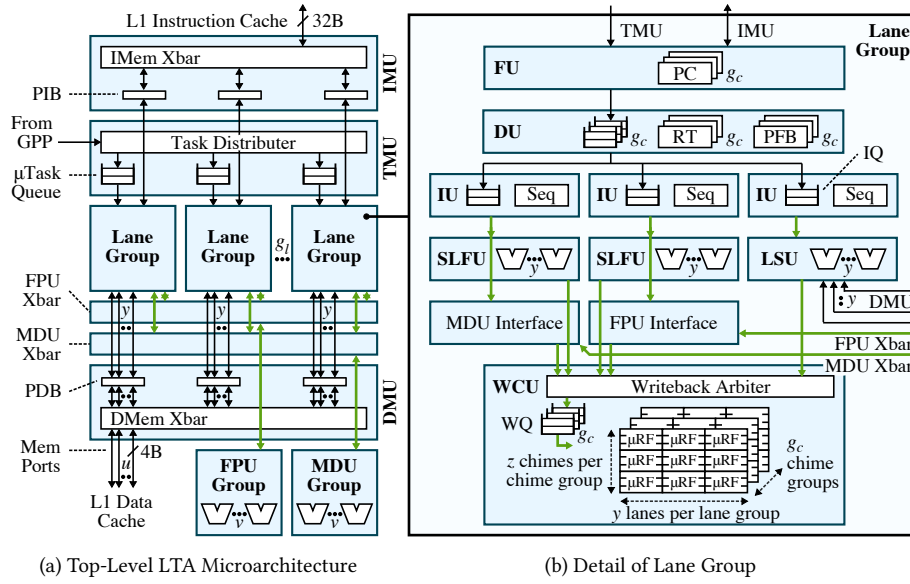 L1 Instruction Cache
32B
IMem Xbar
PIB
IMU
From
GPP
Task Distributer
μTask
Queue
TMU
Lane
Group
Lane
Group
g_l
Lane
Group
FPU
Xbar
y
y
y
MDU
Xbar
PDB
DMem Xbar
DMU
Mem
Ports
u
4B
L1 Data
Cache
FPU
Group
v
MDU
Group
v
(a) Top-Level LTA Microarchitecture
TMU
IMU
Lane
Group
FU
PC
g_c
DU
g_c
RT
g_c
PFB
g_c
IQ
IU
Seq
IU
Seq
IU
Seq
SLFU
y
SLFU
y
LSU
y
y
DMU
MDU Interface
FPU Interface
FPU Xbar
MDU Xbar
WCU
Writeback Arbiter
WQ
g_c
z chimes per
chime group
μRF μRF μRF
μRF μRF μRF
μRF μRF μRF
g_c
chime
groups
y lanes per lane group
(b) Detail of Lane Group